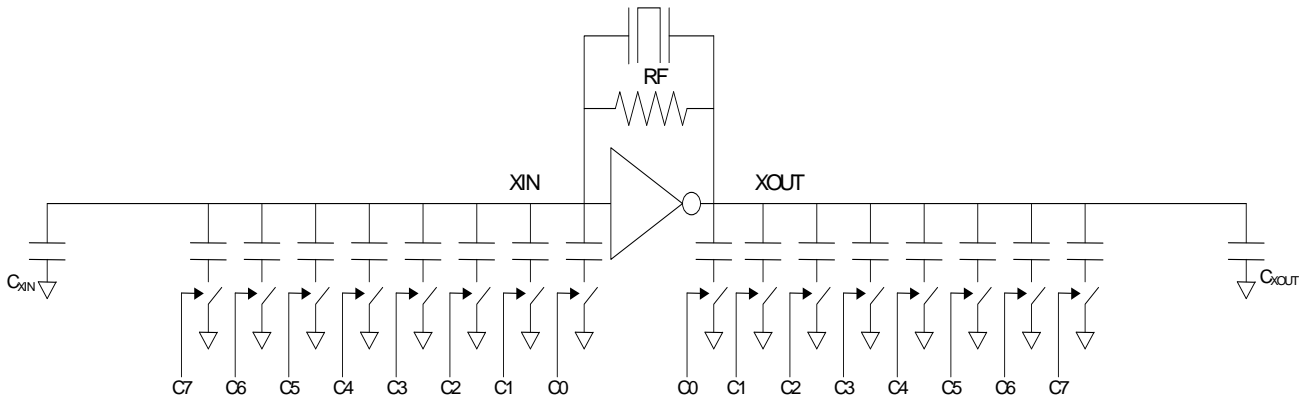 RF
XIN XOUT
CXIN CXOUT
C7 C6 C5 C4 C3 C2 C1 C0 C0 C1 C2 C3 C4 C5 C6 C7